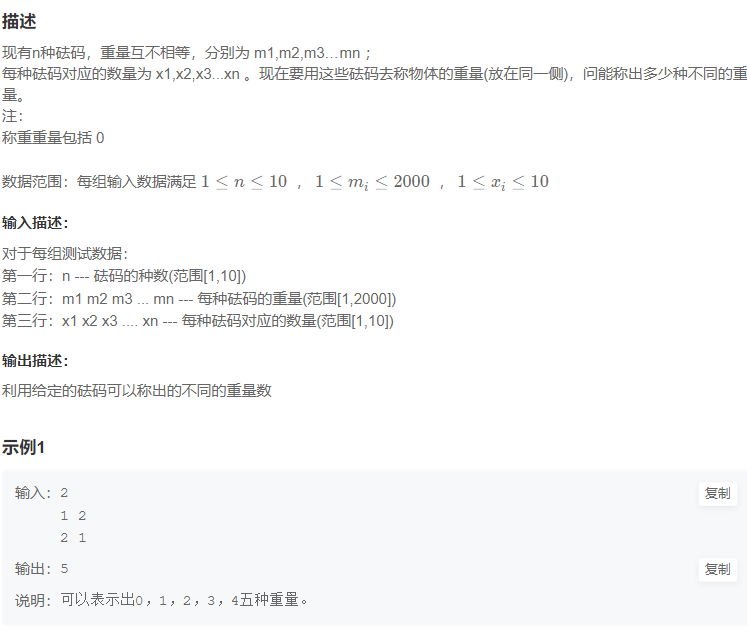 描述
现有n种砝码，重量互不相等，分别为 m1,m2,m3…mn ；
每种砝码对应的数量为 x1,x2,x3...xn 。现在要用这些砝码去称物体的重量(放在同一侧)，问能称出多少种不同的重
量。
注：
称重重量包括 0
数据范围：每组输入数据满足 1 ≤ n ≤ 10 ， 1 ≤ mᵢ ≤ 2000 ， 1 ≤ xᵢ ≤ 10
输入描述：
对于每组测试数据：
第一行：n --- 砝码的种数(范围[1,10])
第二行：m1 m2 m3 ... mn --- 每种砝码的重量(范围[1,2000])
第三行：x1 x2 x3 .... xn --- 每种砝码对应的数量(范围[1,10])
输出描述：
利用给定的砝码可以称出的不同的重量数
示例1
输入：2 复制
1 2
2 1
输出：5 复制
说明：可以表示出0，1，2，3，4五种重量。